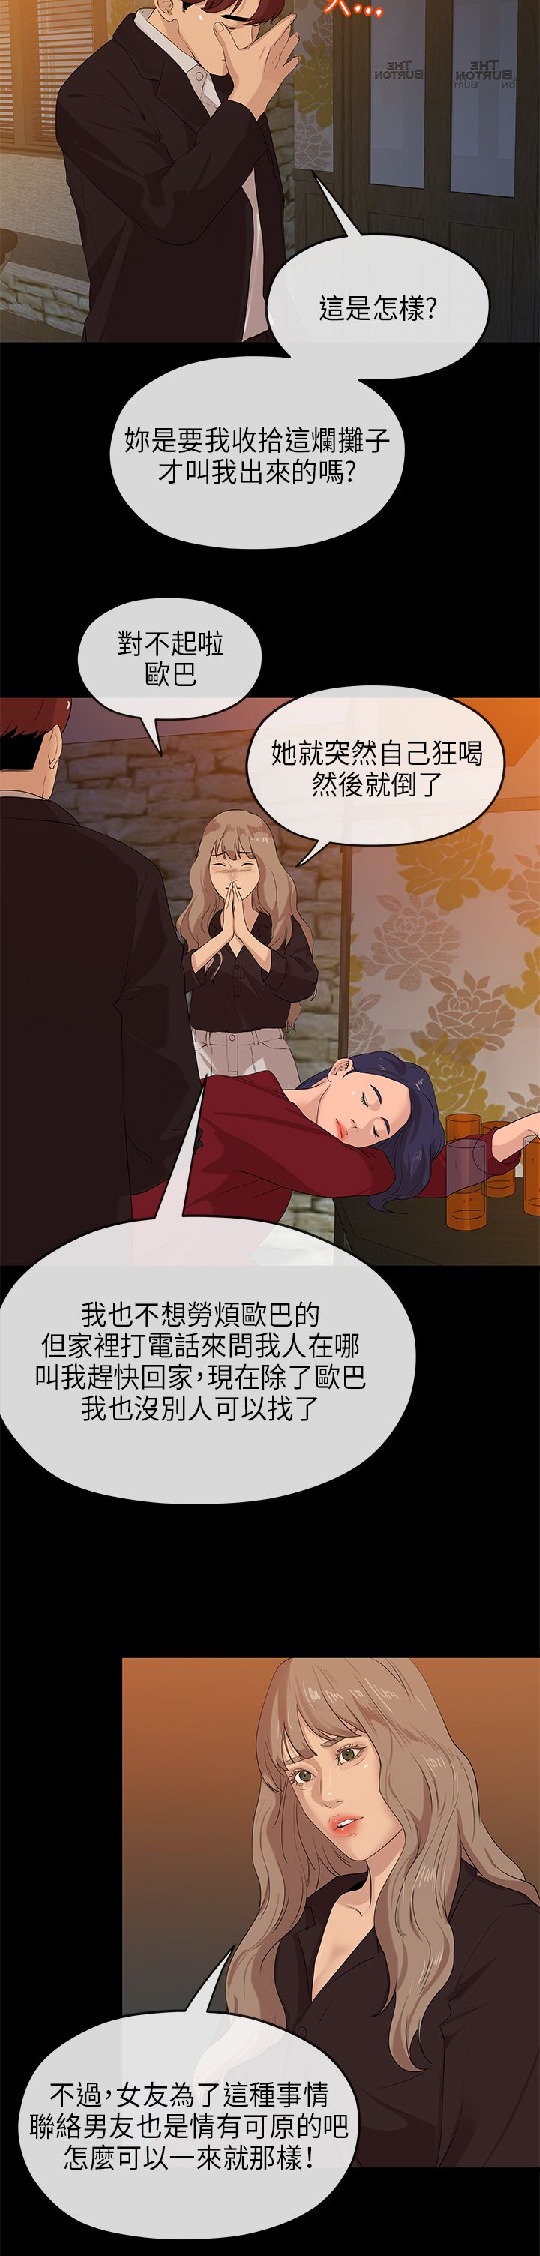 THE
BURTON
THE
BURTON
這是怎樣?
妳是要我收拾這爛攤子
才叫我出來的嗎?
對不起啦
歐巴
她就突然自己狂喝
然後就倒了
我也不想勞煩歐巴的
但家裡打電話來問我人在哪
叫我趕快回家,現在除了歐巴
我也沒別人可以找了
不過,女友為了這種事情
聯絡男友也是情有可原的吧
怎麼可以一來就那樣!